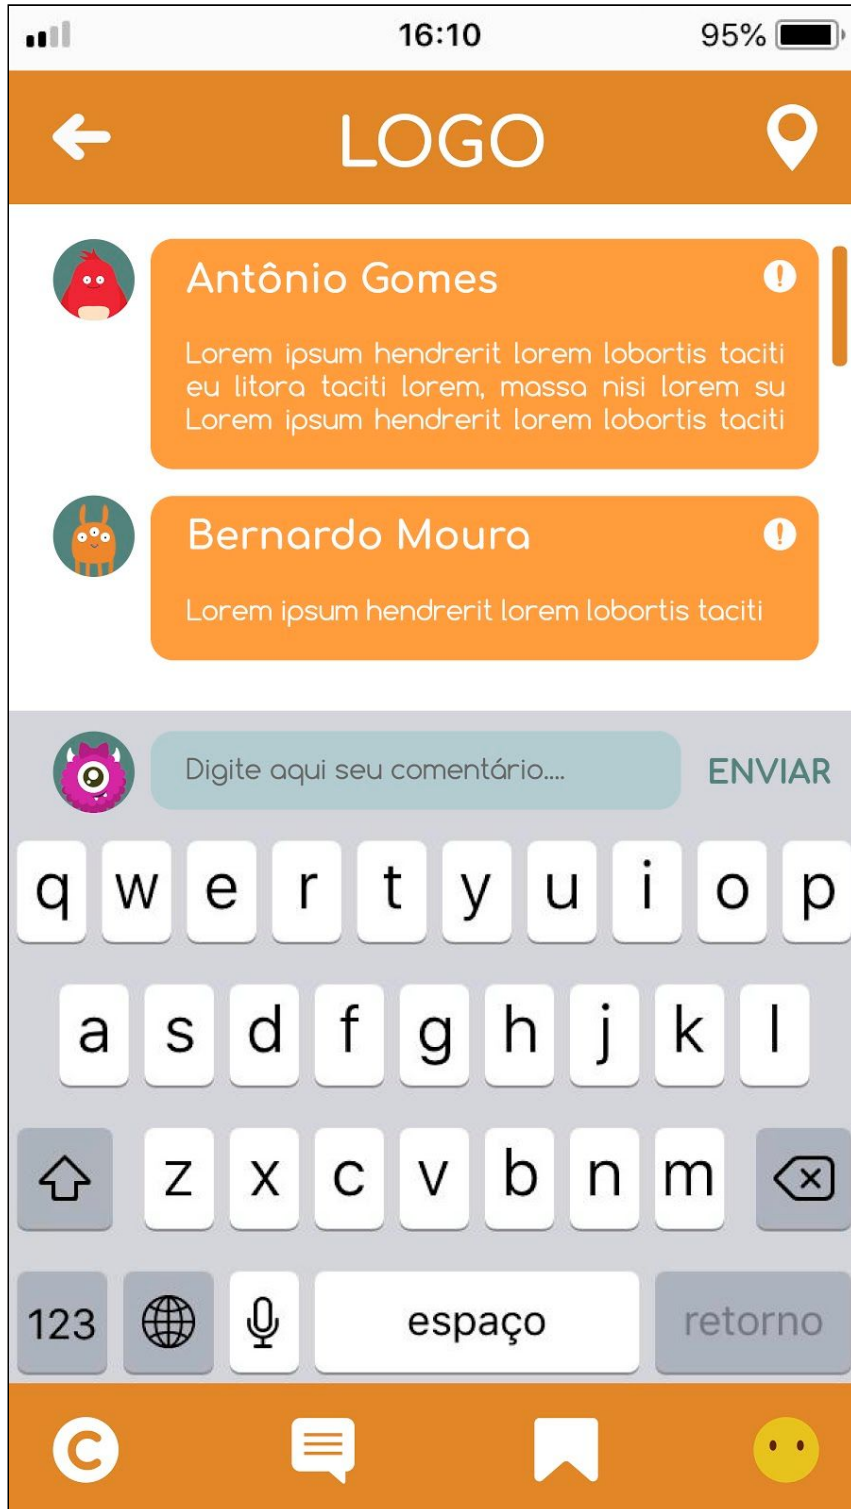 16:10 95%
LOGO
Antônio Gomes
Lorem ipsum hendrerit lorem lobortis taciti
eu litora taciti lorem, massa nisi lorem su
Lorem ipsum hendrerit lorem lobortis taciti
Bernardo Moura
Lorem ipsum hendrerit lorem lobortis taciti
Digite aqui seu comentário.... ENVIAR
q w e r t y u i o p
a s d f g h j k l
z x c v b n m
123 espaço retorno
C